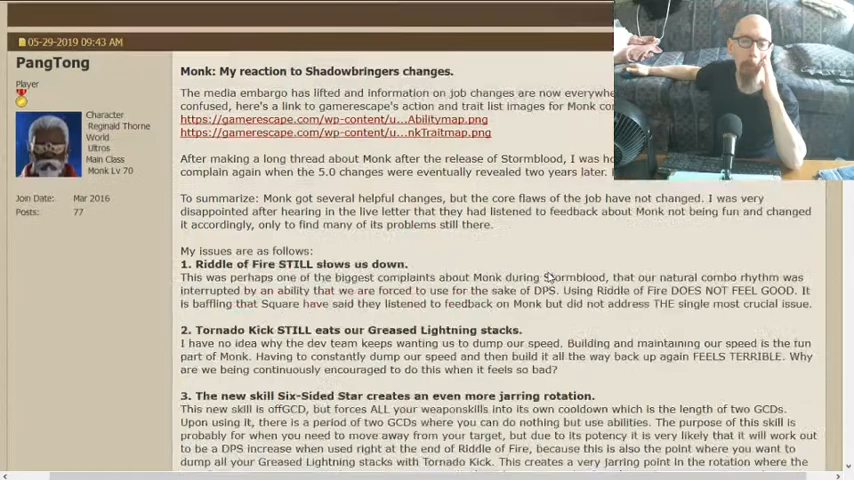 05-29-2019 09:43 AM
PangTong
Player
Character
Reginald Thorne
World
Ultros
Main Class
Monk Lv 70
Join Date: Mar 2016
Posts: 77
Monk: My reaction to Shadowbringers changes.
The media embargo has lifted and information on job changes are now everywhe
confused, here's a link to gamerescape's action and trait list images for Monk co
https://gamerescape.com/wp-content/u...Abilitymap.png
https://gamerescape.com/wp-content/u...nkTraitmap.png
After making a long thread about Monk after the release of Stormblood, I was ho
complain again when the 5.0 changes were eventually revealed two years later. I
To summarize: Monk got several helpful changes, but the core flaws of the job have not changed. I was very
disappointed after hearing in the live letter that they had listened to feedback about Monk not being fun and changed
it accordingly, only to find many of its problems still there.
My issues are as follows:
1. Riddle of Fire STILL slows us down.
This was perhaps one of the biggest complaints about Monk during Stormblood, that our natural combo rhythm was
interrupted by an ability that we are forced to use for the sake of DPS. Using Riddle of Fire DOES NOT FEEL GOOD. It
is baffling that Square have said they listened to feedback on Monk but did not address THE single most crucial issue.
2. Tornado Kick STILL eats our Greased Lightning stacks.
I have no idea why the dev team keeps wanting us to dump our speed. Building and maintaining our speed is the fun
part of Monk. Having to constantly dump our speed and then build it all the way back up again FEELS TERRIBLE. Why
are we being continuously encouraged to do this when it feels so bad?
3. The new skill Six-Sided Star creates an even more jarring rotation.
This new skill is offGCD, but forces ALL your weaponskills into its own cooldown which is the length of two GCDs.
Upon using it, there is a period of two GCDs where you can do nothing but use abilities. The purpose of this skill is
probably for when you need to move away from your target, but due to its potency it is very likely that it will work out
to be a DPS increase when used right at the end of Riddle of Fire, because this is also the point where you want to
dump all your Greased Lightning stacks with Tornado Kick. This creates a very jarring point in the rotation where the